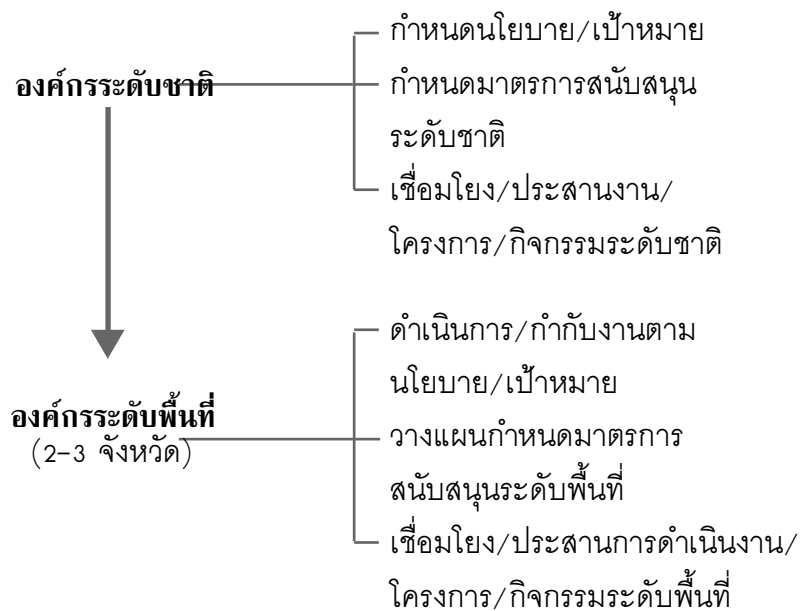 องค์กรระดับชาติ
กำหนดนโยบาย/เป้าหมาย
กำหนดมาตรการสนับสนุน
ระดับชาติ
เชื่อมโยง/ประสานงาน/
โครงการ/กิจกรรมระดับชาติ
องค์กรระดับพื้นที่
(2-3 จังหวัด)
ดำเนินการ/กำกับงานตาม
นโยบาย/เป้าหมาย
วางแผนกำหนดมาตรการ
สนับสนุนระดับพื้นที่
เชื่อมโยง/ประสานการดำเนินงาน/
โครงการ/กิจกรรมระดับพื้นที่